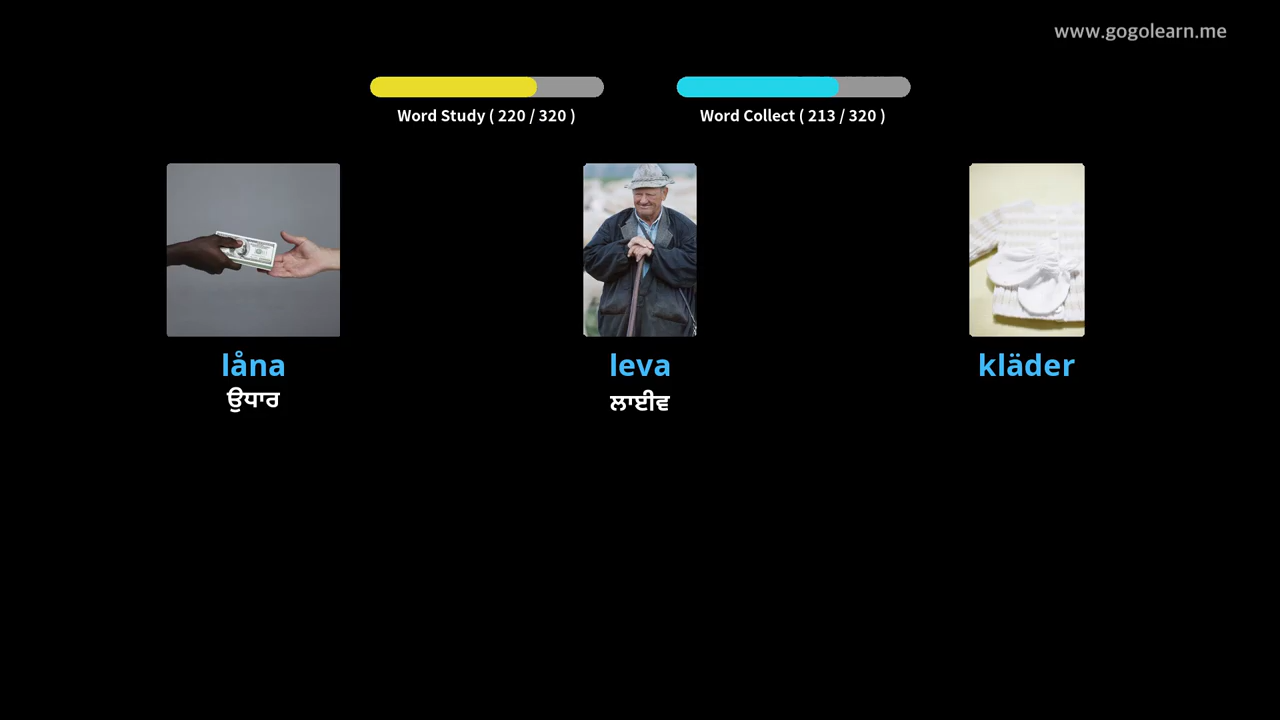 www.gogolearn.me
Word Study ( 220 / 320 )
Word Collect ( 213 / 320 )
låna
leva
kläder
ਉਧਾਰ
ਲਾਈਵ